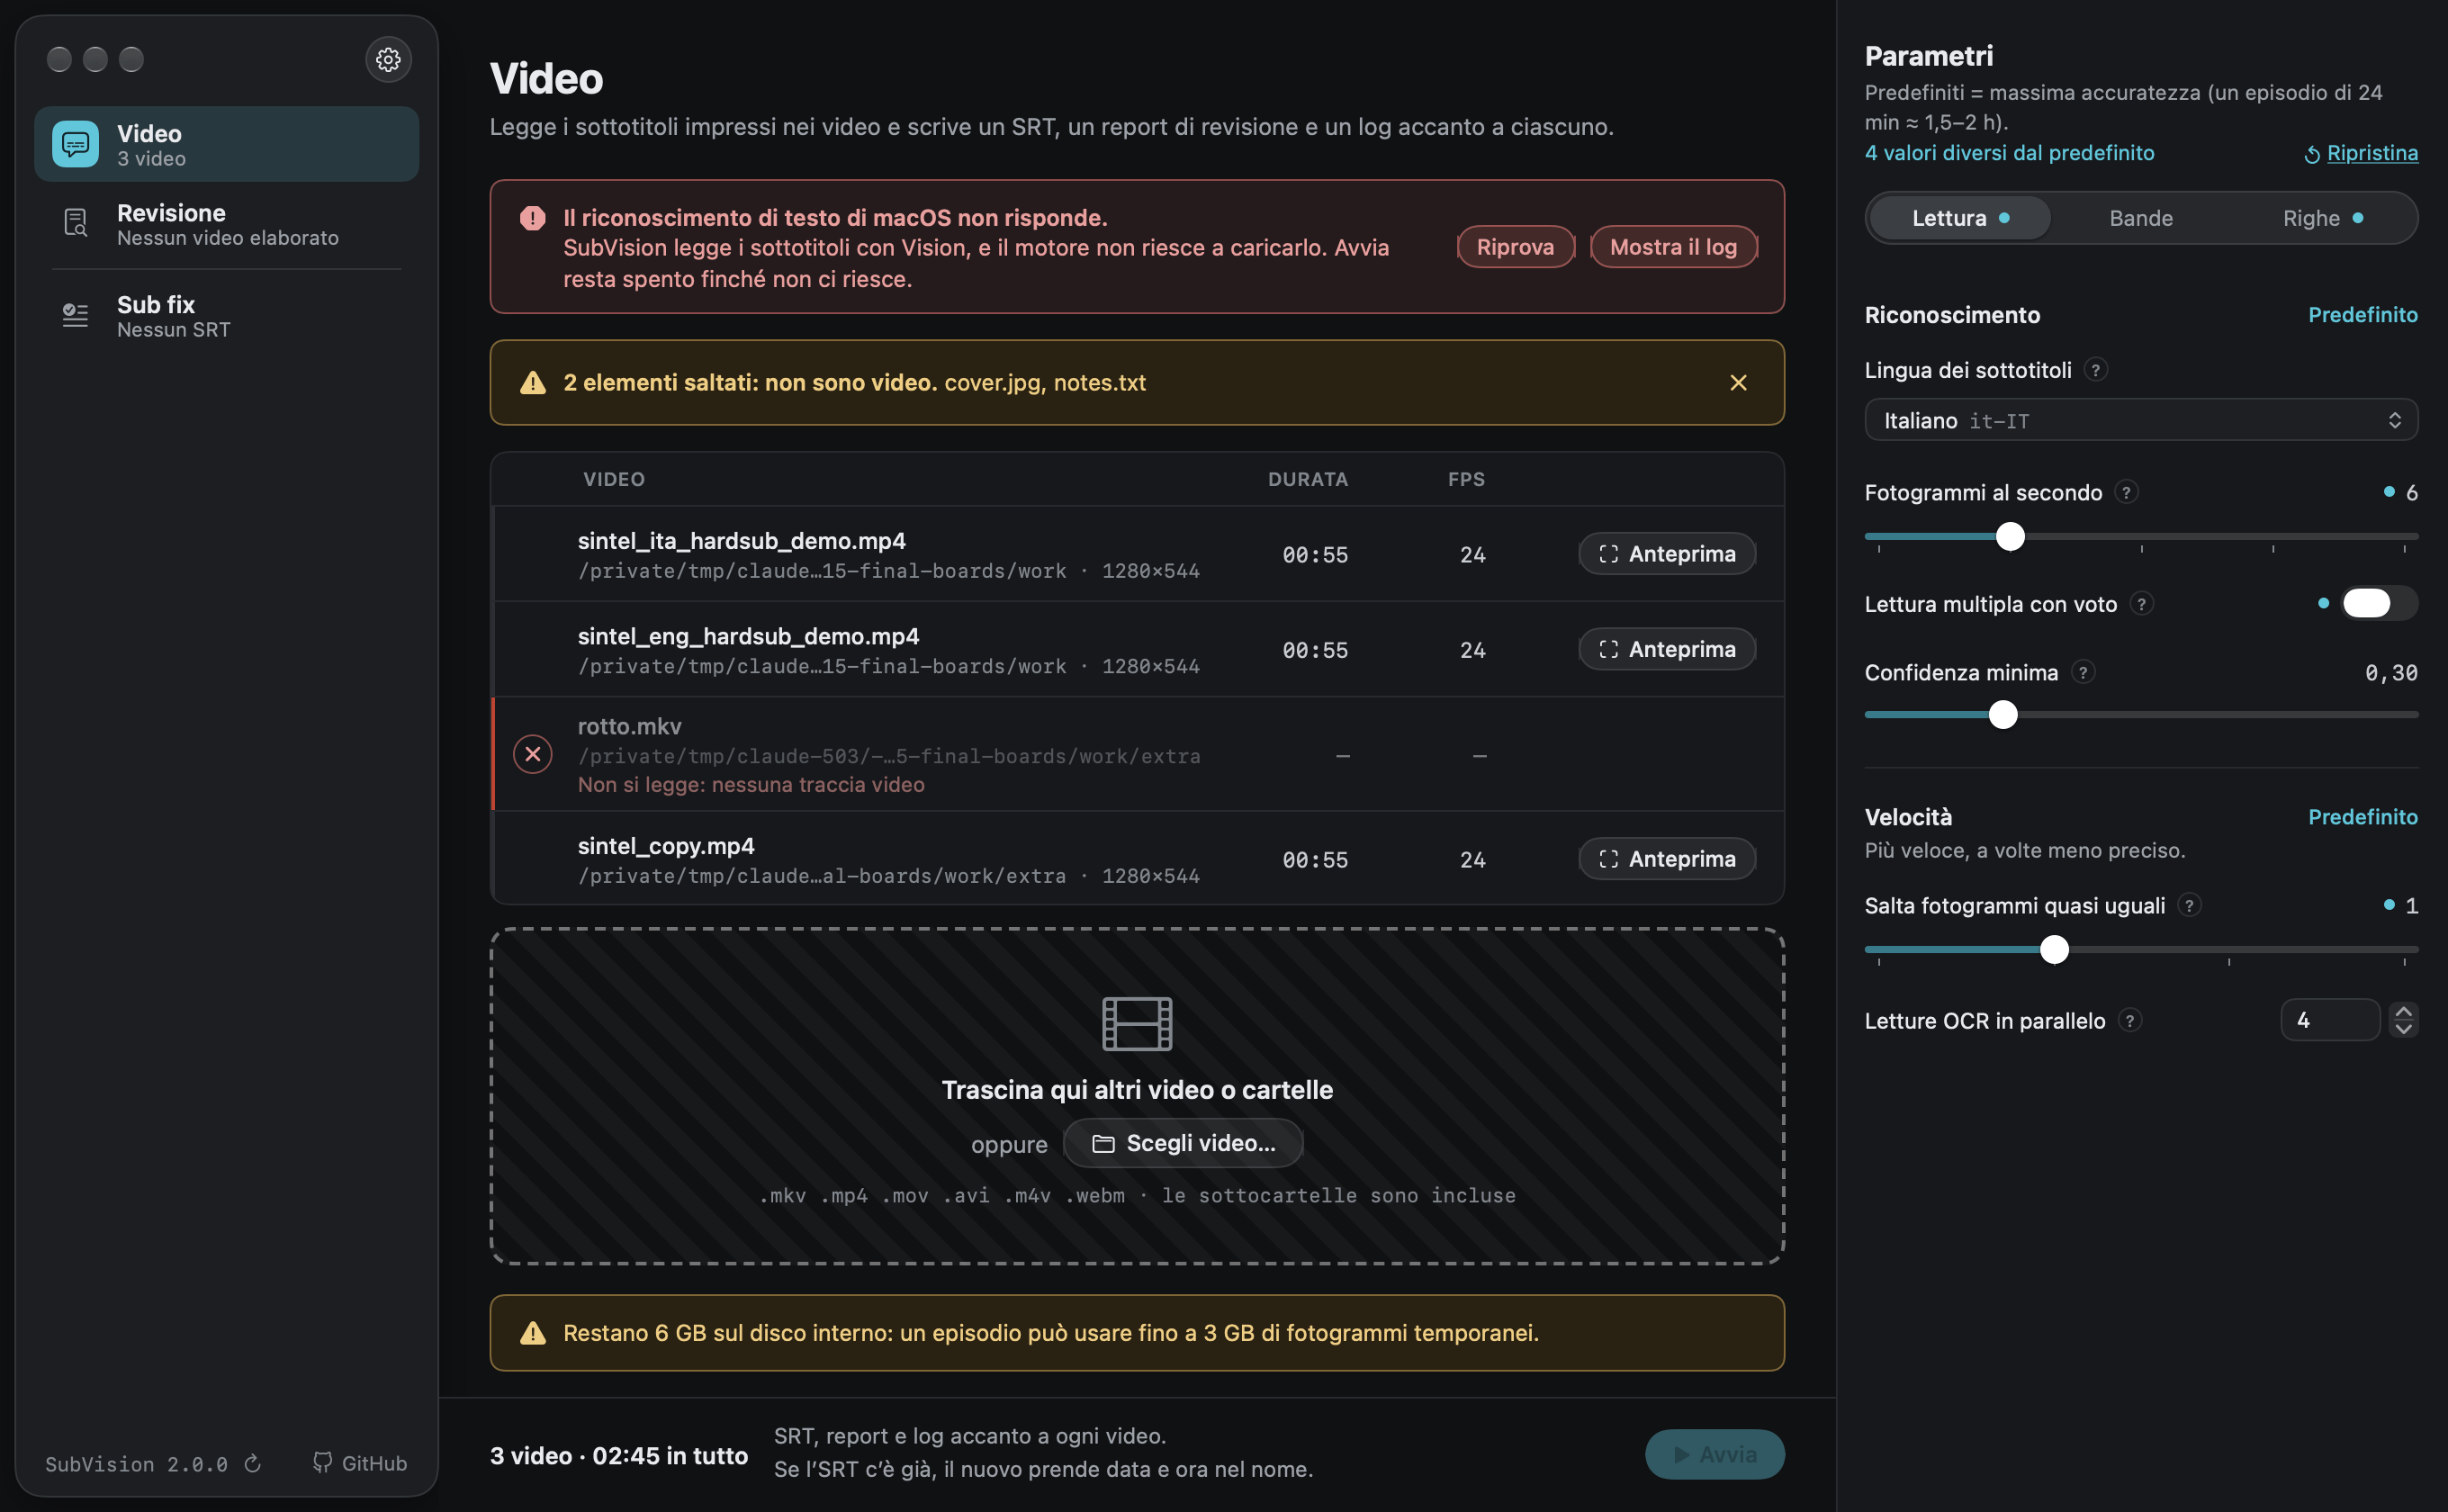 Video
3 video
Revisione
Nessun video elaborato
Sub fix
Nessun SRT
SubVision 2.0.0
GitHub
Video
Legge i sottotitoli impressi nei video e scrive un SRT, un report di revisione e un log accanto a ciascuno.
Il riconoscimento di testo di macOS non risponde.
SubVision legge i sottotitoli con Vision, e il motore non riesce a caricarlo. Avvia
resta spento finché non ci riesce.
Riprova
Mostra il log
2 elementi saltati: non sono video. cover.jpg, notes.txt
VIDEO DURATA FPS
sintel_ita_hardsub_demo.mp4
/private/tmp/claude…15-final-boards/work · 1280×544
00:55 24 Anteprima
sintel_eng_hardsub_demo.mp4
/private/tmp/claude…15-final-boards/work · 1280×544
00:55 24 Anteprima
rotto.mkv
/private/tmp/claude-503/-…5-final-boards/work/extra
— —
Non si legge: nessuna traccia video
sintel_copy.mp4
/private/tmp/claude…al-boards/work/extra · 1280×544
00:55 24 Anteprima
Trascina qui altri video o cartelle
oppure Scegli video...
.mkv .mp4 .mov .avi .m4v .webm · le sottocartelle sono incluse
Restano 6 GB sul disco interno: un episodio può usare fino a 3 GB di fotogrammi temporanei.
3 video · 02:45 in tutto
SRT, report e log accanto a ogni video.
Se l’SRT c’è già, il nuovo prende data e ora nel nome.
Avvia
Parametri
Predefiniti = massima accuratezza (un episodio di 24
min ≈ 1,5–2 h).
4 valori diversi dal predefinito
Ripristina
Lettura Bande Righe
Riconoscimento Predefinito
Lingua dei sottotitoli ?
Italiano it-IT
Fotogrammi al secondo ? 6
Lettura multipla con voto ?
Confidenza minima ? 0,30
Velocità Predefinito
Più veloce, a volte meno preciso.
Salta fotogrammi quasi uguali ? 1
Letture OCR in parallelo ? 4